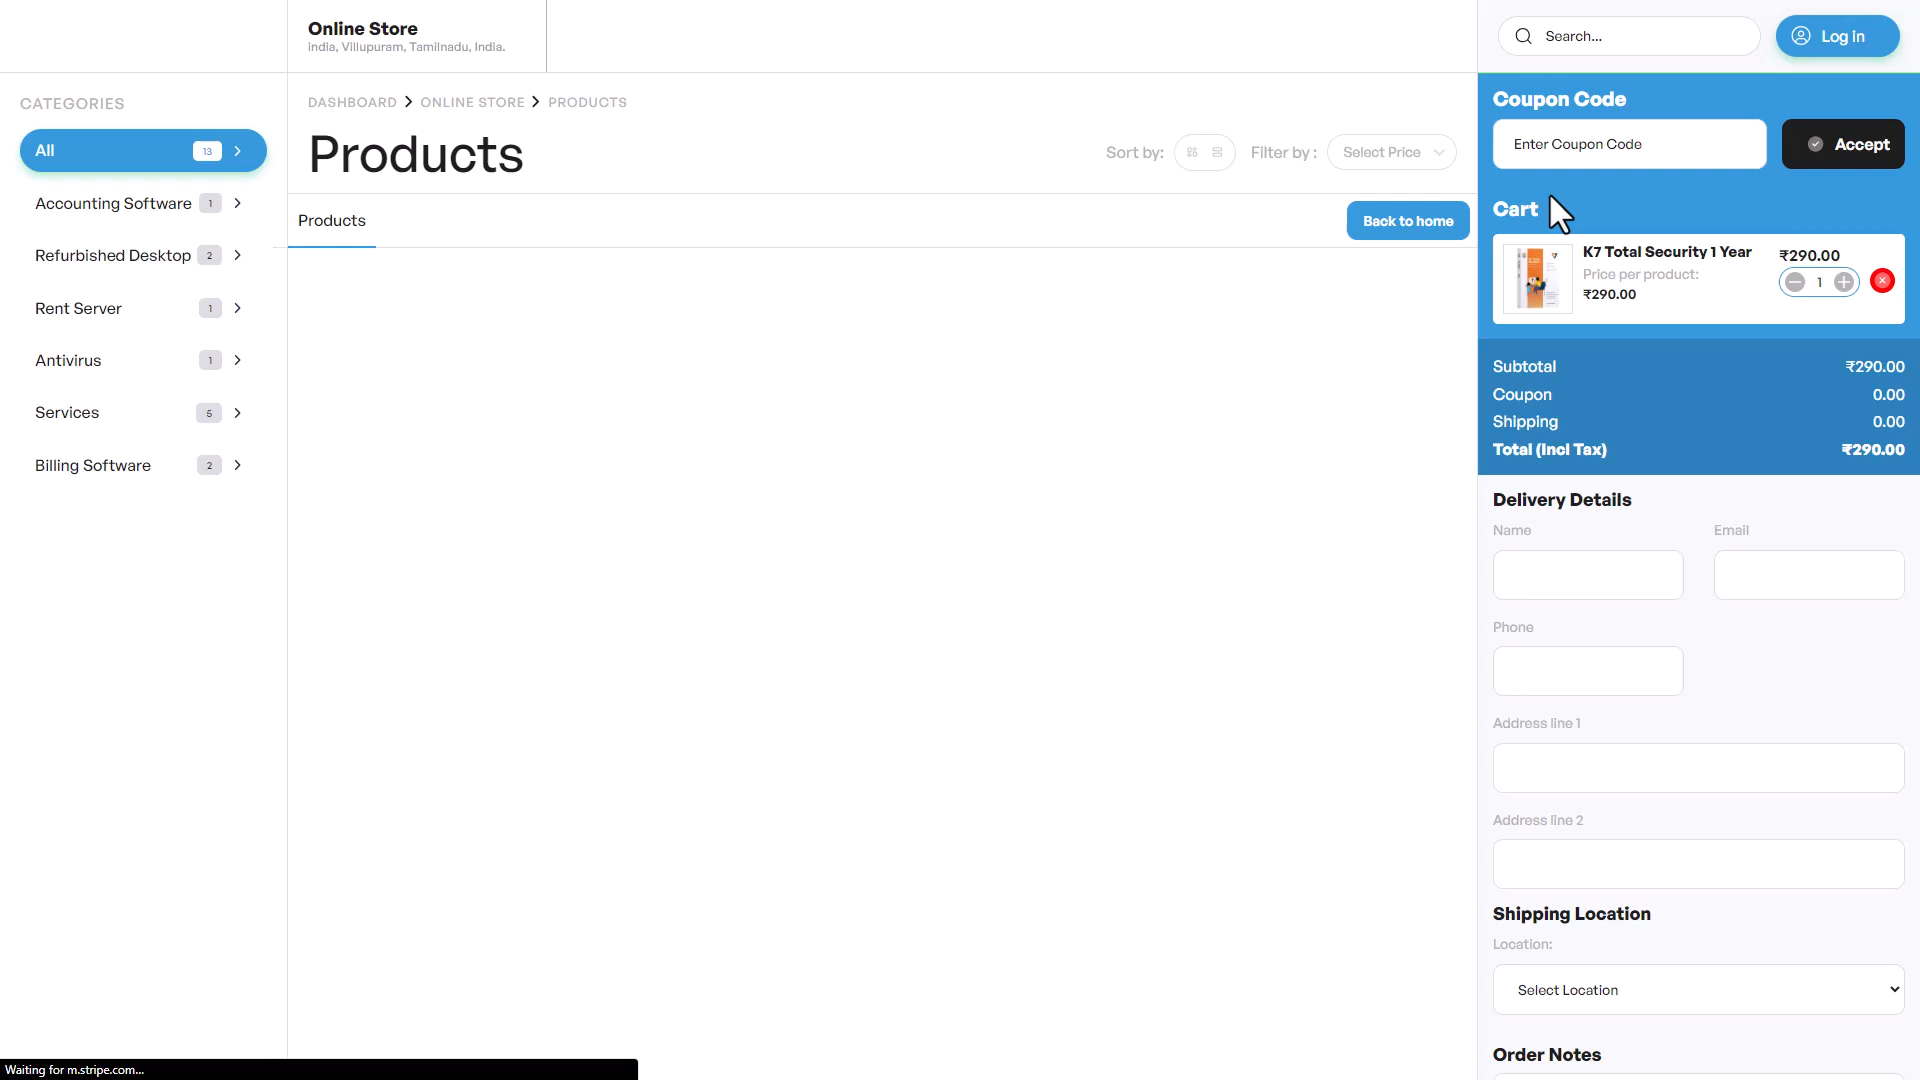 Online Store
india, Villupuram, Tamilnadu, India.
Search...
Log in
CATEGORIES
All 13
Accounting Software 1
Refurbished Desktop 2
Rent Server 1
Antivirus 1
Services 5
Billing Software 2
DASHBOARD ONLINE STORE PRODUCTS
Products
Sort by:
Filter by :
Select Price
Products
Back to home
Coupon Code
Enter Coupon Code
Accept
Cart
K7 Total Security 1 Year
Price per product:
₹290.00
₹290.00
1
Subtotal ₹290.00
Coupon 0.00
Shipping 0.00
Total (Incl Tax) ₹290.00
Delivery Details
Name Email
Phone
Address line 1
Address line 2
Shipping Location
Location:
Select Location
Order Notes
Waiting for m.stripe.com...